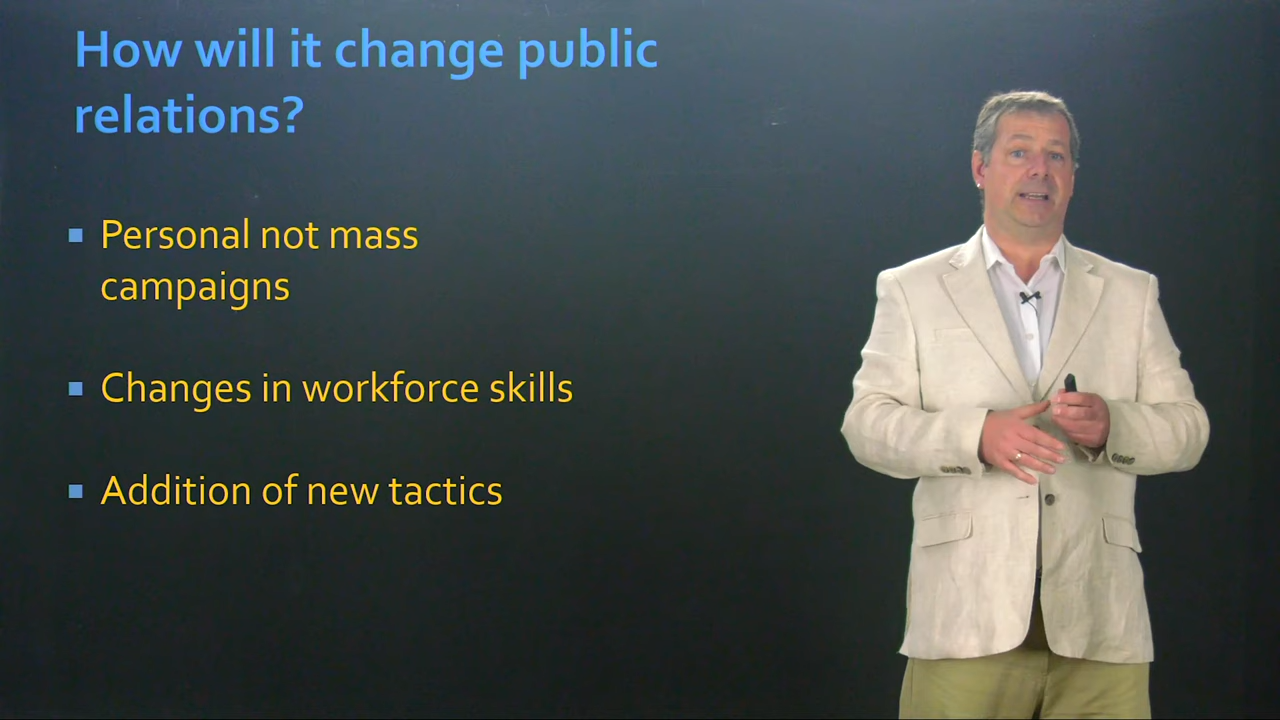 How will it change public
relations?
Personal not mass
campaigns
Changes in workforce skills
Addition of new tactics